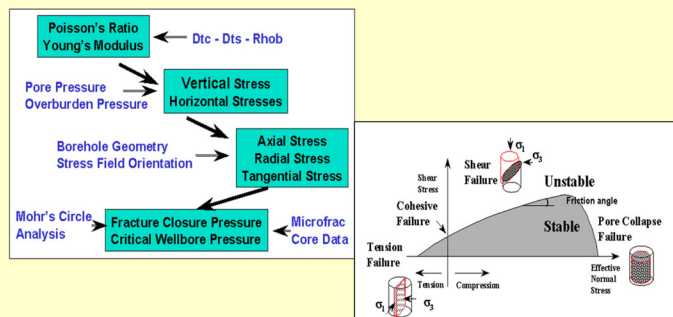 Poisson's Ratio
Young's Modulus
Dtc - Dts - Rhob
Pore Pressure
Overburden Pressure
Vertical Stress
Horizontal Stresses
Borehole Geometry
Stress Field Orientation
Axial Stress
Radial Stress
Tangential Stress
Mohr's Circle
Analysis
Fracture Closure Pressure
Critical Wellbore Pressure
Microfrac
Core Data
σ1
σ3
Shear
Stress
Shear
Failure
Unstable
Friction angle
Cohesive
Failure
Stable
Pore Collapse
Failure
Tension
Failure
Tension
Compression
Effective
Normal
Stress
σ1
σ3